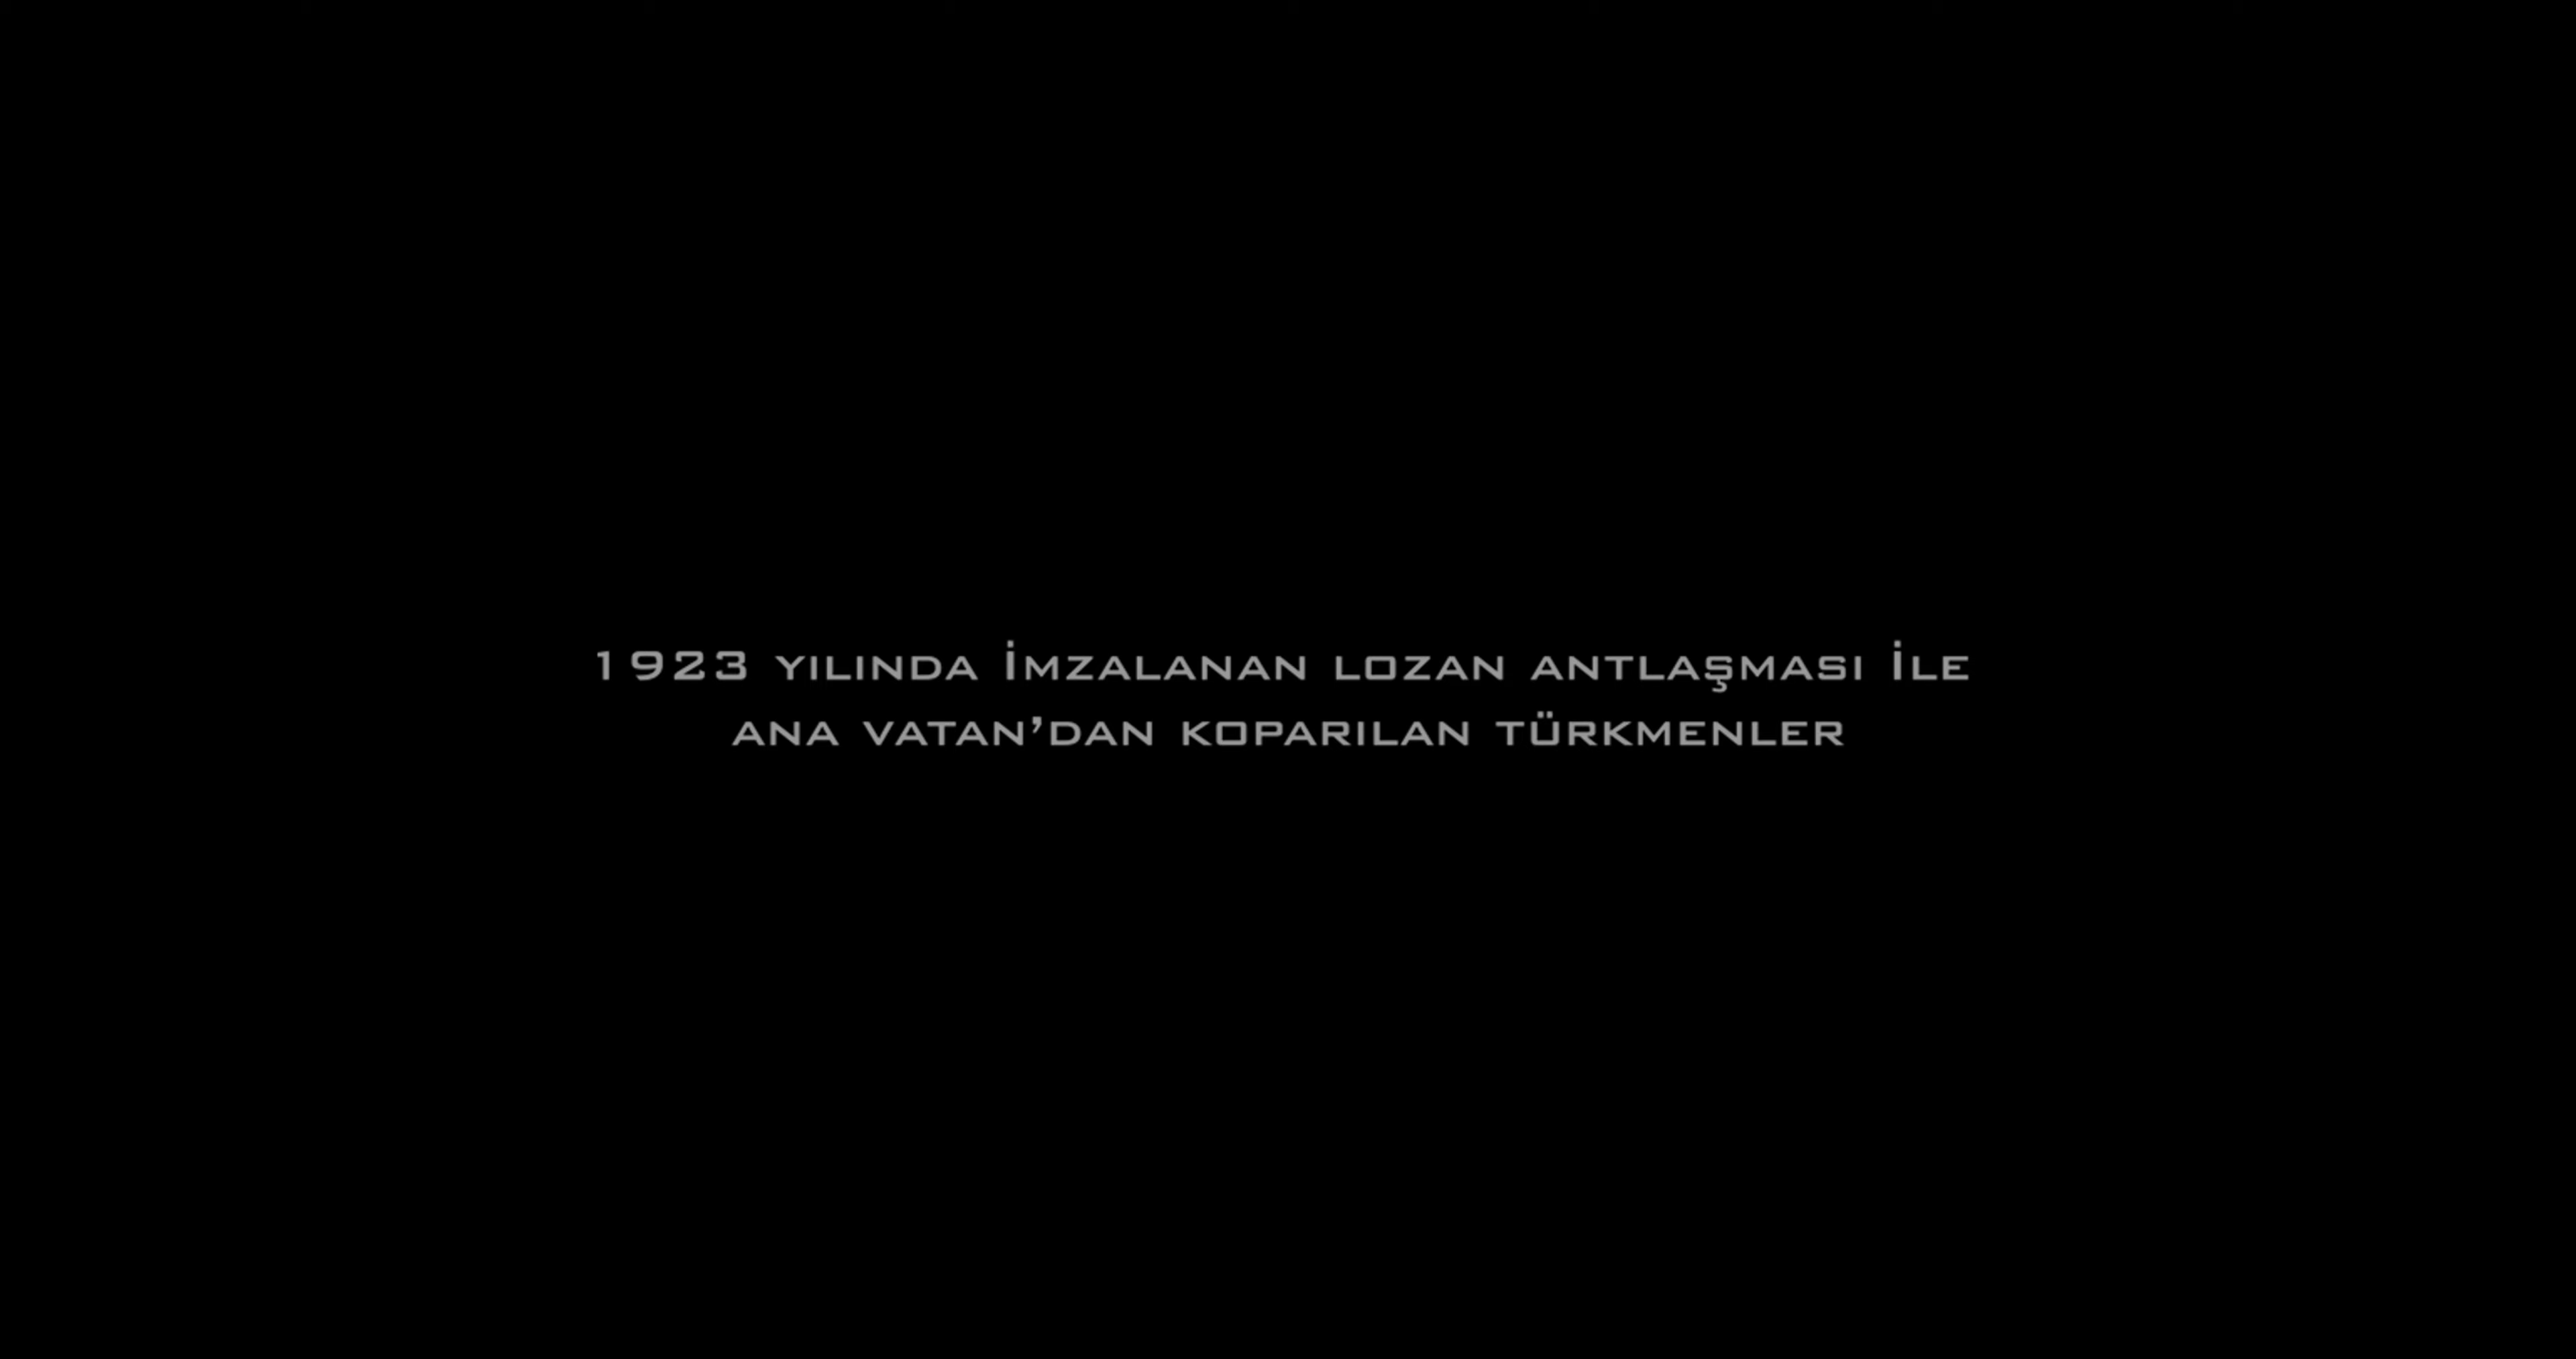 1923 YILINDA İMZALANAN LOZAN ANTLAŞMASI İLE
ANA VATAN’DAN KOPARILAN TÜRKMENLER